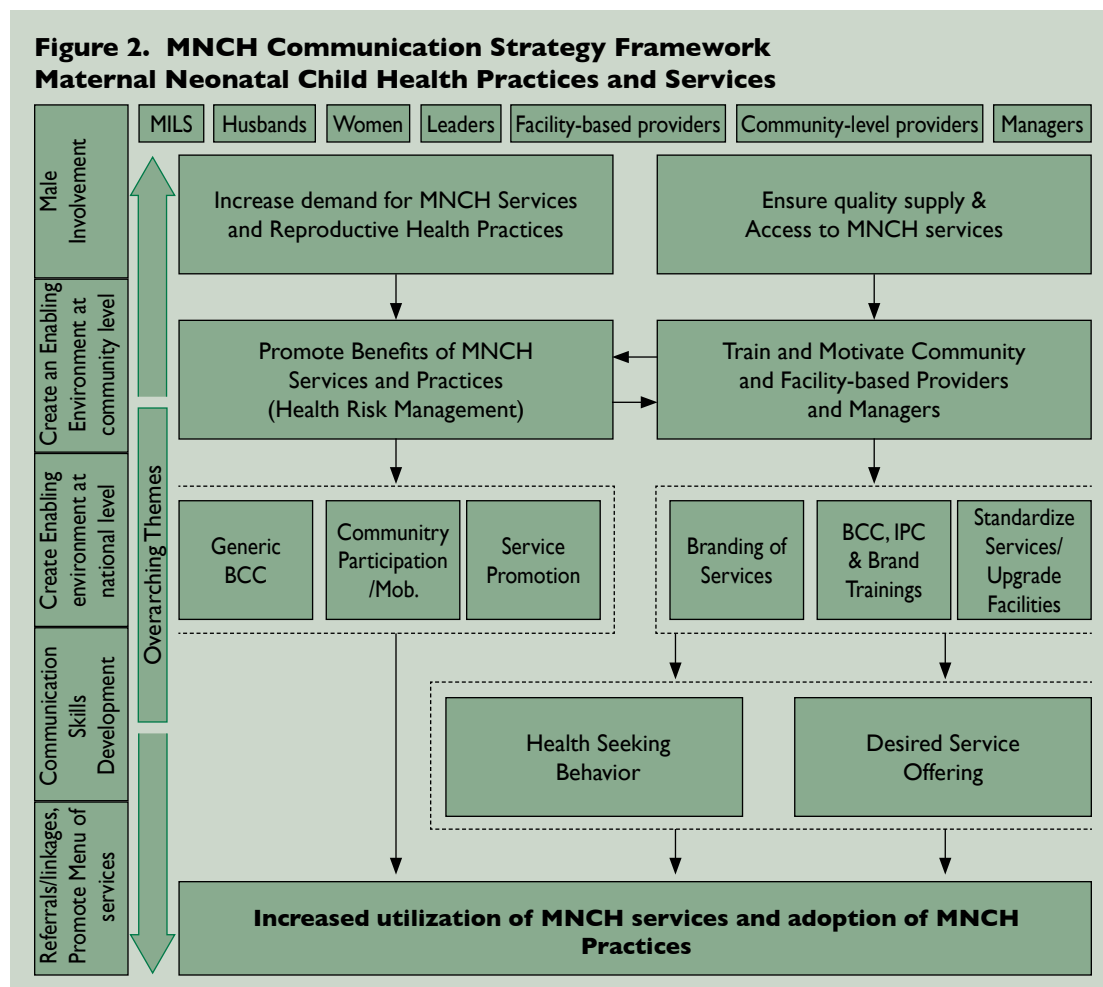 Figure 2. MNCH Communication Strategy Framework
Maternal Neonatal Child Health Practices and Services
MILS
Husbands
Women
Leaders
Facility-based providers
Community-level providers
Managers
Male
Involvement
Create an Enabling
Environment at
community level
Create Enabling
environment at
national level
Communication
Skills
Development
Referrals/linkages,
Promote Menu of
services
Overarching Themes
Increase demand for MNCH Services
and Reproductive Health Practices
Ensure quality supply &
Access to MNCH services
Promote Benefits of MNCH
Services and Practices
(Health Risk Management)
Train and Motivate Community
and Facility-based Providers
and Managers
Generic
BCC
Communitry
Participation
/Mob.
Service
Promotion
Branding of
Services
BCC, IPC
& Brand
Trainings
Standardize
Services/
Upgrade
Facilities
Health Seeking
Behavior
Desired Service
Offering
Increased utilization of MNCH services and adoption of MNCH
Practices